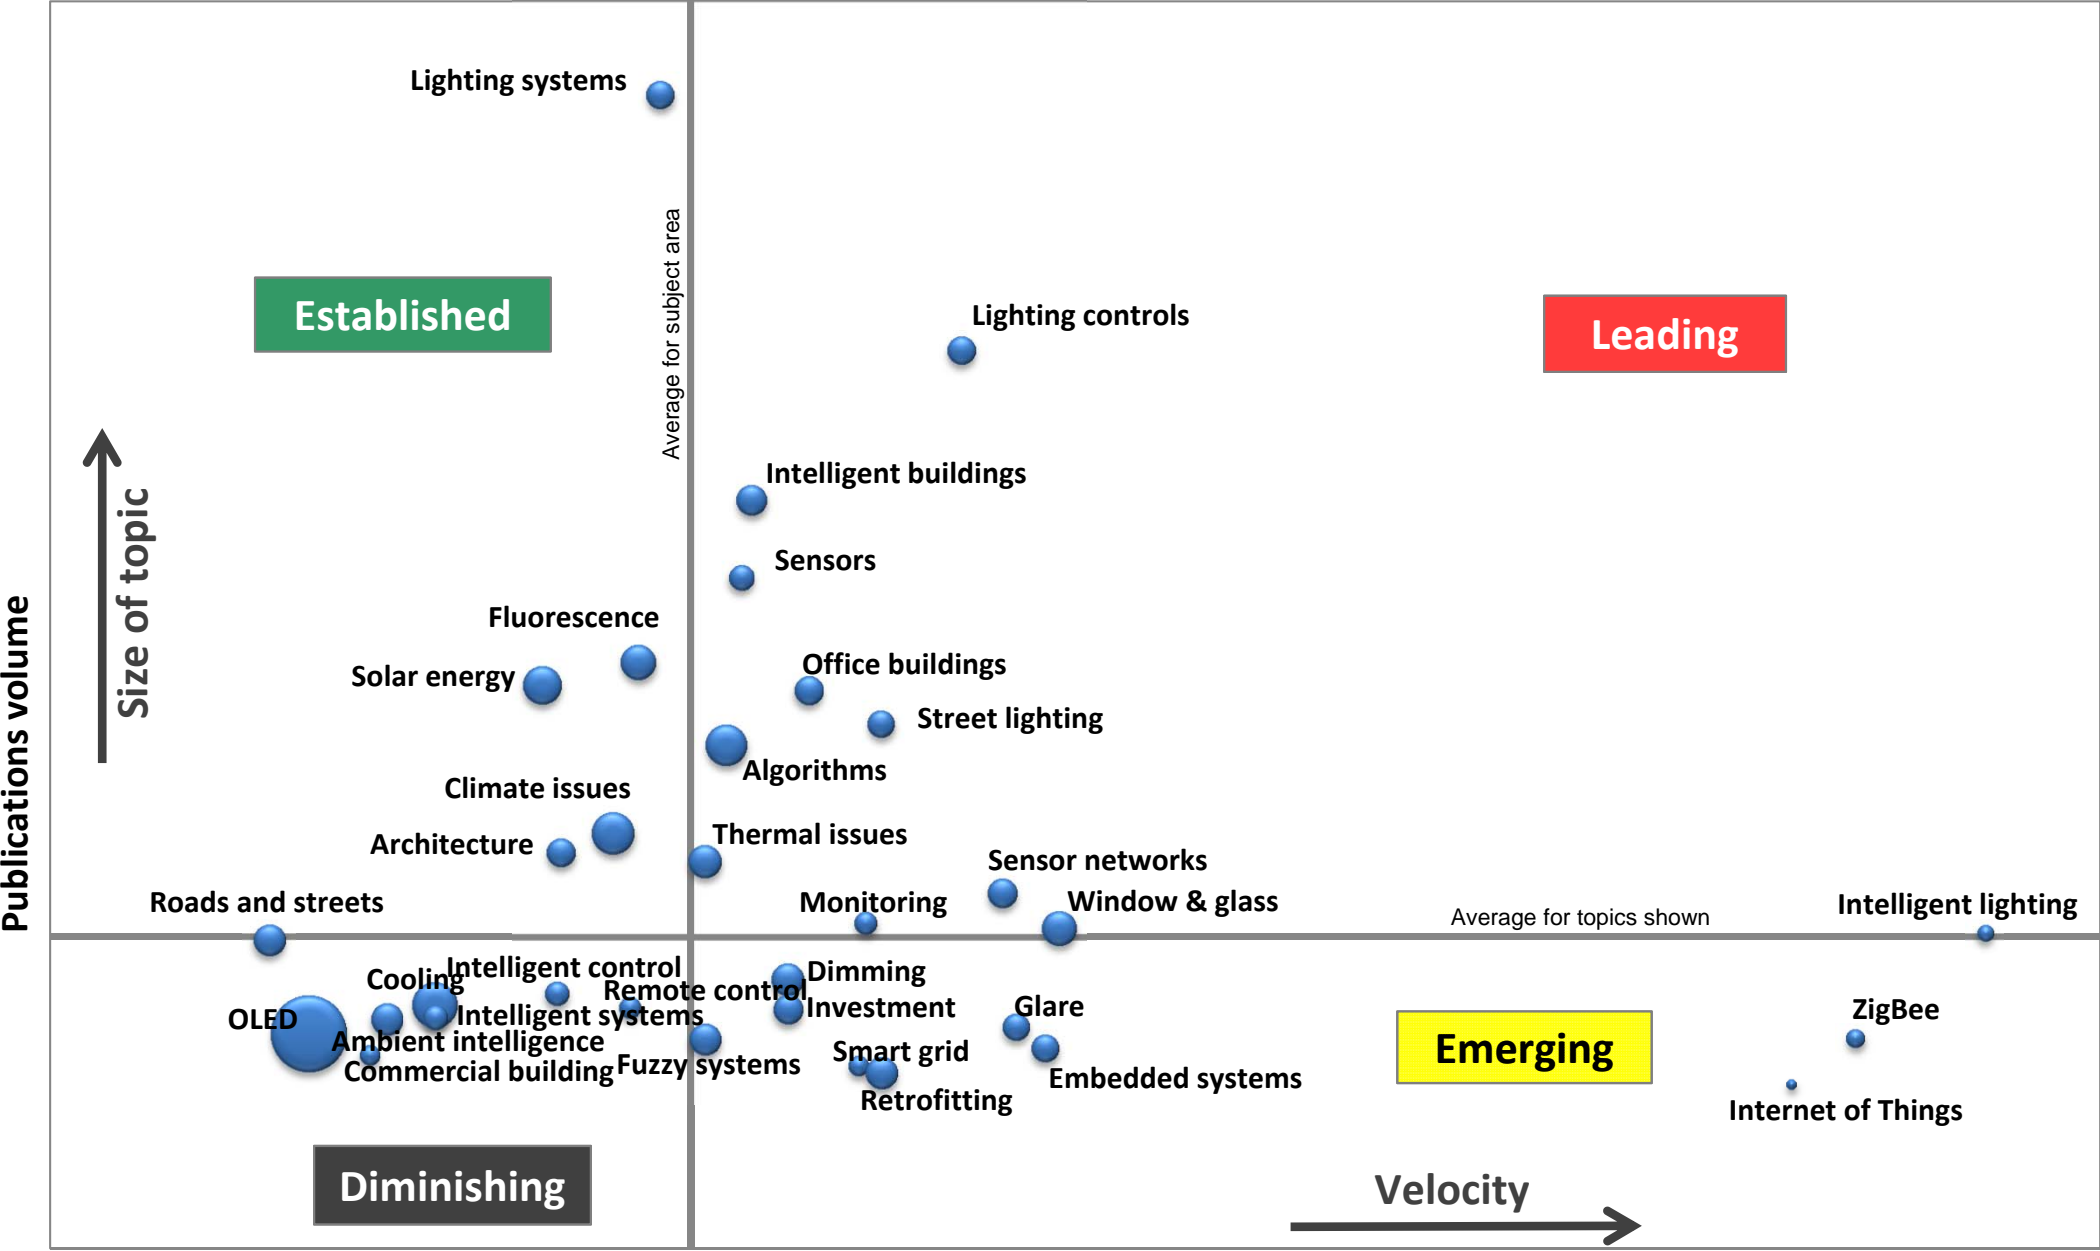 Lighting systems
Average for subject area
Established
Lighting controls
Leading
Intelligent buildings
Size of topic
Sensors
Publications volume
Fluorescence
Solar energy
Office buildings
Street lighting
Algorithms
Climate issues
Architecture
Thermal issues
Sensor networks
Roads and streets
Monitoring
Window & glass
Average for topics shown
Intelligent lighting
Cooling
Intelligent control
Dimming
Remote control
OLED
Intelligent systems
Investment
Glare
ZigBee
Ambient intelligence
Commercial building
Fuzzy systems
Smart grid
Emerging
Embedded systems
Retrofitting
Internet of Things
Diminishing
Velocity